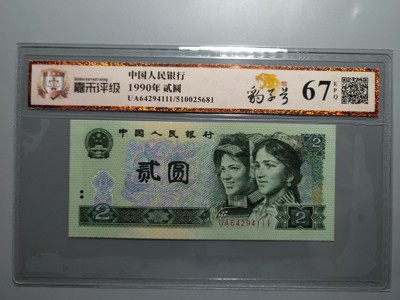 嘉禾评级
中国人民银行
1990年 贰圆
UA64294111/510025681
豹子号
67 EPQ
中国人民银行
2
贰圆
UA64294111
2
2